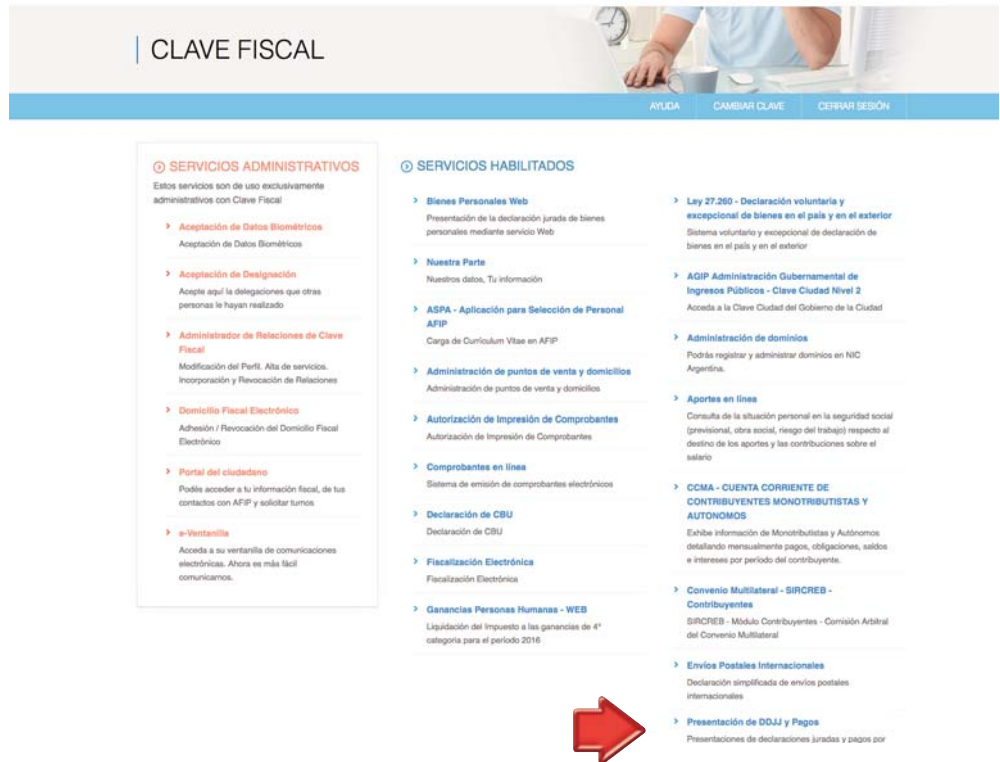 CLAVE FISCAL
AYUDA CAMBIAR CLAVE CERRAR SESIÓN
SERVICIOS ADMINISTRATIVOS
Estos servicios son de uso exclusivamente
administrativos con Clave Fiscal
Aceptación de Datos Biométricos
Aceptación de Datos Biométricos
Aceptación de Designación
Acepte aquí la delegaciones que otras
personas le hayan realizado
Administrador de Relaciones de Clave
Fiscal
Modificación del Perfil. Alta de servicios.
Incorporación y Revocación de Relaciones
Domicilio Fiscal Electrónico
Adhesión / Revocación del Domicilio Fiscal
Electrónico
Portal del ciudadano
Podés acceder a tu información fiscal, de tus
contactos con AFIP y solicitar turnos
e-Ventanilla
Acceda a su ventanilla de comunicaciones
electrónicas. Ahora es más fácil
comunicarnos.
SERVICIOS HABILITADOS
Bienes Personales Web
Presentación de la declaración jurada de bienes
personales mediante servicio Web
Nuestra Parte
Nuestros datos, Tu información
ASPA - Aplicación para Selección de Personal
AFIP
Carga de Curriculum Vitae en AFIP
Administración de puntos de venta y domicilios
Administración de puntos de venta y domicilios
Autorización de Impresión de Comprobantes
Autorización de Impresión de Comprobantes
Comprobantes en línea
Sistema de emisión de comprobantes electrónicos
Declaración de CBU
Declaración de CBU
Fiscalización Electrónica
Fiscalización Electrónica
Ganancias Personas Humanas - WEB
Liquidación del Impuesto a las ganancias de 4°
categoría para el período 2016
Ley 27.260 - Declaración voluntaria y
excepcional de bienes en el país y en el exterior
Sistema voluntario y excepcional de declaración de
bienes en el país y en el exterior
AGIP Administración Gubernamental de
Ingresos Públicos - Clave Ciudad Nivel 2
Acceda a la Clave Ciudad del Gobierno de la Ciudad
Administración de dominios
Podrás registrar y administrar dominios en NIC
Argentina.
Aportes en línea
Consulta de la situación personal en la seguridad social
(previsional, obra social, riesgo del trabajo) respecto al
destino de los aportes y las contribuciones sobre el
salario
CCMA - CUENTA CORRIENTE DE
CONTRIBUYENTES MONOTRIBUTISTAS Y
AUTONOMOS
Exhibe información de Monotributistas y Autónomos
detallando mensualmente pagos, obligaciones, saldos
e intereses por período del contribuyente.
Convenio Multilateral - SIRCREB -
Contribuyentes
SIRCREB - Módulo Contribuyentes - Comisión Arbitral
del Convenio Multilateral
Envíos Postales Internacionales
Declaración simplificada de envíos postales
internacionales
Presentación de DDJJ y Pagos
Presentaciones de declaraciones juradas y pagos por